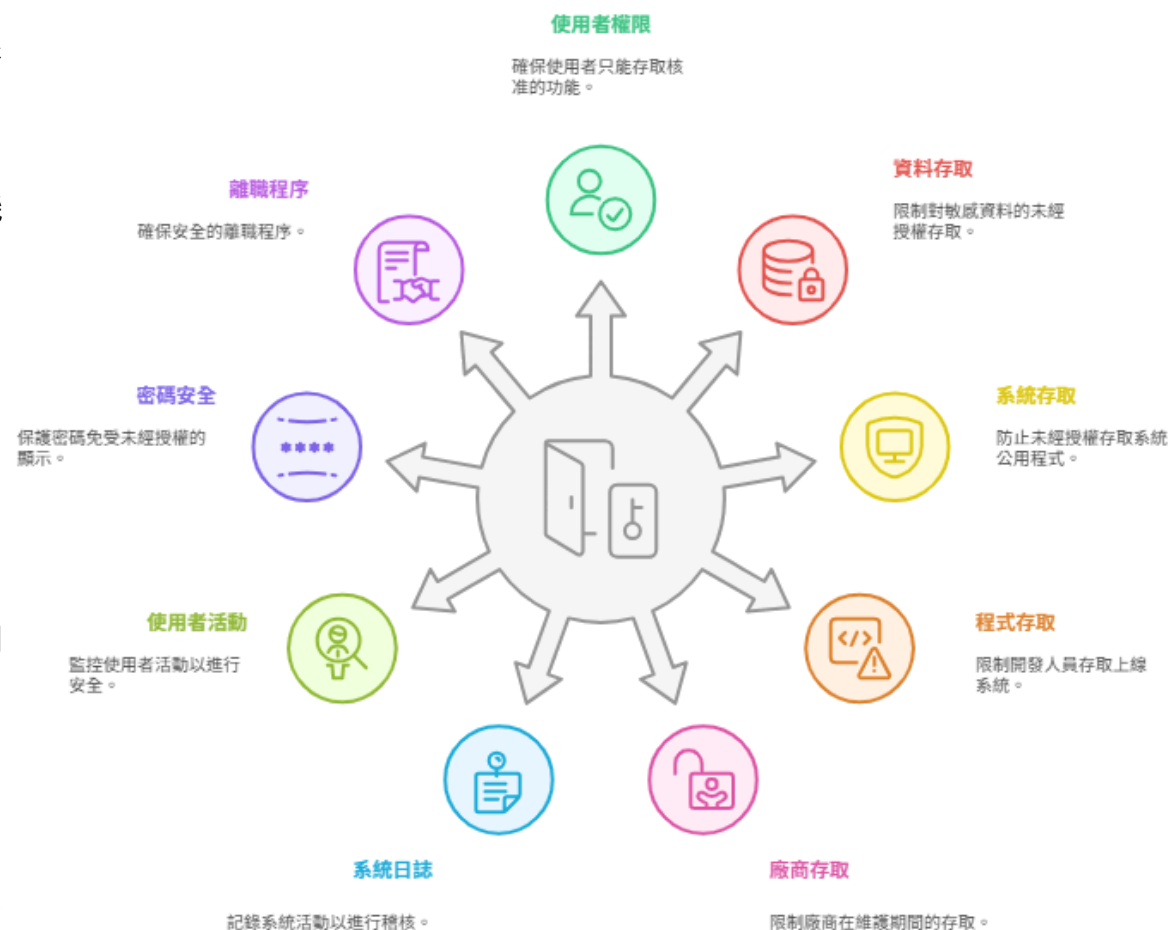 使用者權限
確保使用者只能存取核
准的功能。
資料存取
限制對敏感資料的未經
授權存取。
離職程序
確保安全的離職程序。
系統存取
防止未經授權存取系統
公用程式。
密碼安全
保護密碼免受未經授權的
顯示。
****
程式存取
限制開發人員存取上線
系統。
</>
使用者活動
監控使用者活動以進行
安全。
系統日誌
記錄系統活動以進行稽核。
廠商存取
限制廠商在維護期間的存取。